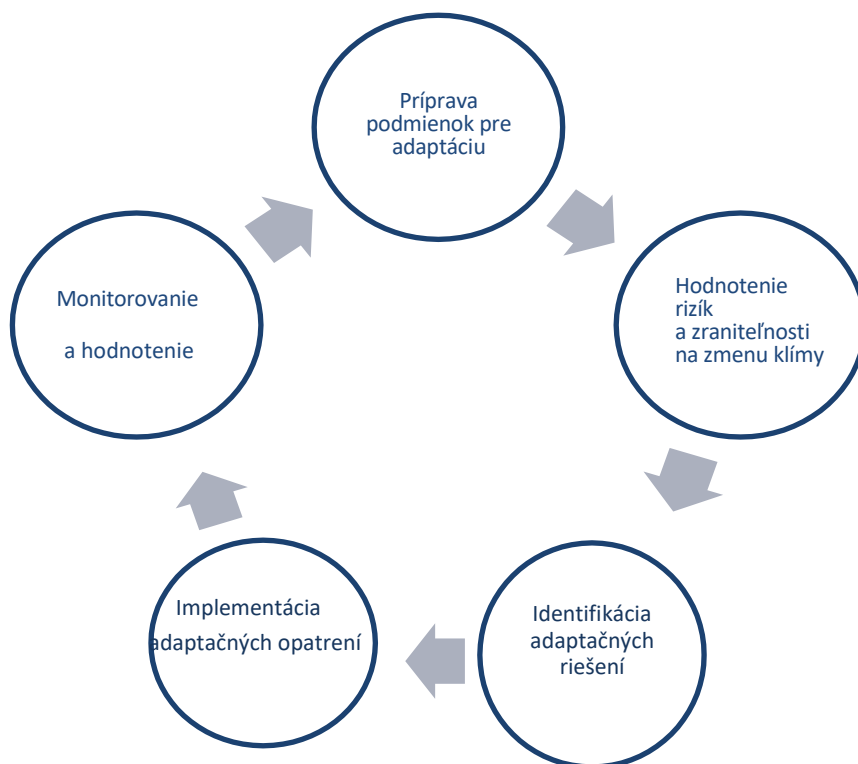 Príprava
podmienok pre
adaptáciu
Hodnotenie
rizík
a zraniteľnosti
na zmenu klímy
Identifikácia
adaptačných
riešení
Implementácia
adaptačných opatrení
Monitorovanie
a hodnotenie